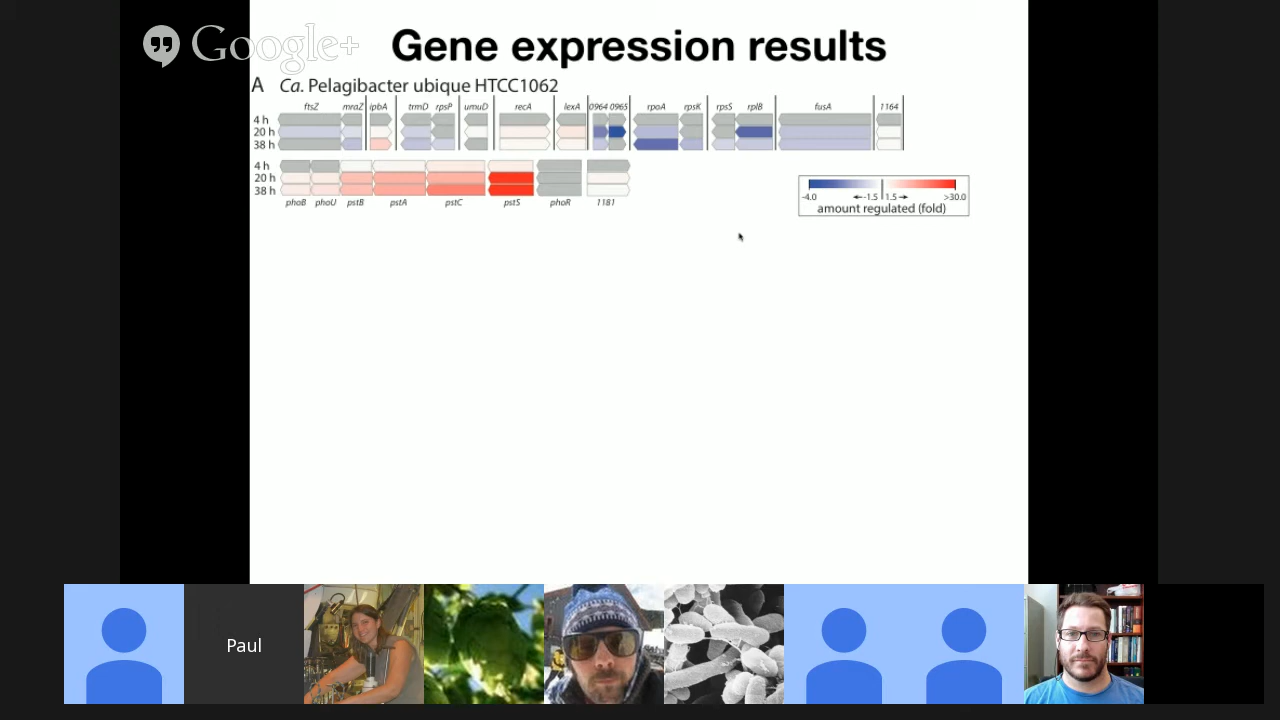 Google+
Gene expression results
A Ca. Pelagibacter ubique HTCC1062
ftsZ mraZ ipbA trmD rpsP umuD recA lexA 0964 0965 rpoA rpsK rpsS rplB fusA 1164
4 h
20 h
38 h
4 h
20 h
38 h
phoB phoU pstB pstA pstC pstS phoR 1181
-4.0 ←-1.5 1.5→ >30.0
amount regulated (fold)
Paul